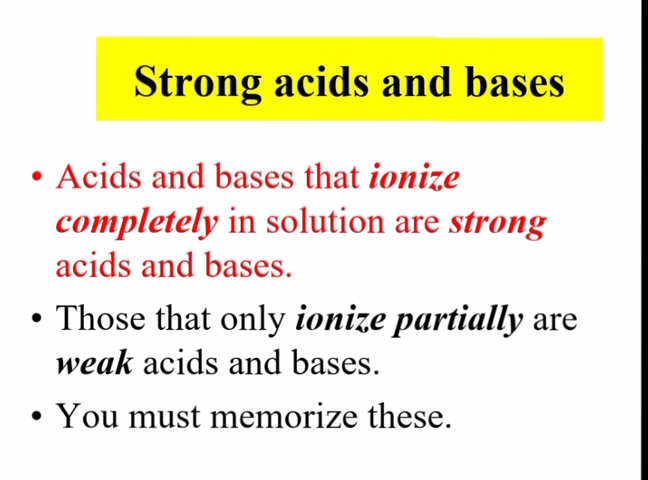 Strong acids and bases
• Acids and bases that ionize
completely in solution are strong
acids and bases.
• Those that only ionize partially are
weak acids and bases.
• You must memorize these.